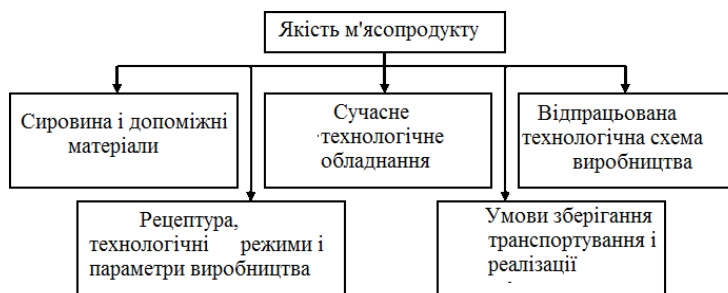 Якість м'ясопродукту
Сировина і допоміжні
матеріали
Сучасне
технологічне
обладнання
Відпрацьована
технологічна схема
виробництва
Рецептура,
технологічні режими і
параметри виробництва
Умови зберігання
транспортування і
реалізації